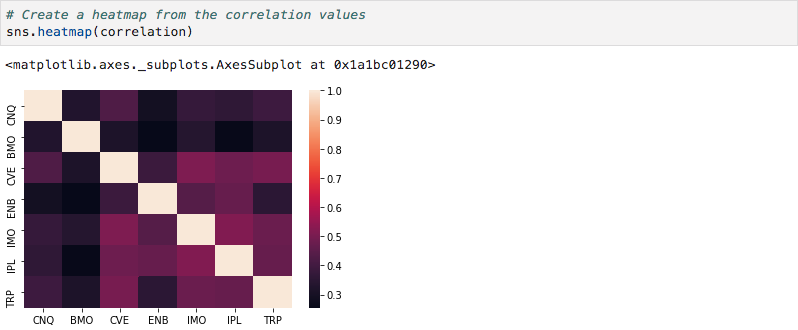 # Create a heatmap from the correlation values
sns.heatmap(correlation)
<matplotlib.axes._subplots.AxesSubplot at 0x1a1bc01290>
CNQ
BMO
CVE
ENB
IMO
IPL
TRP
CNQ BMO CVE ENB IMO IPL TRP
1.0
0.9
0.8
0.7
0.6
0.5
0.4
0.3